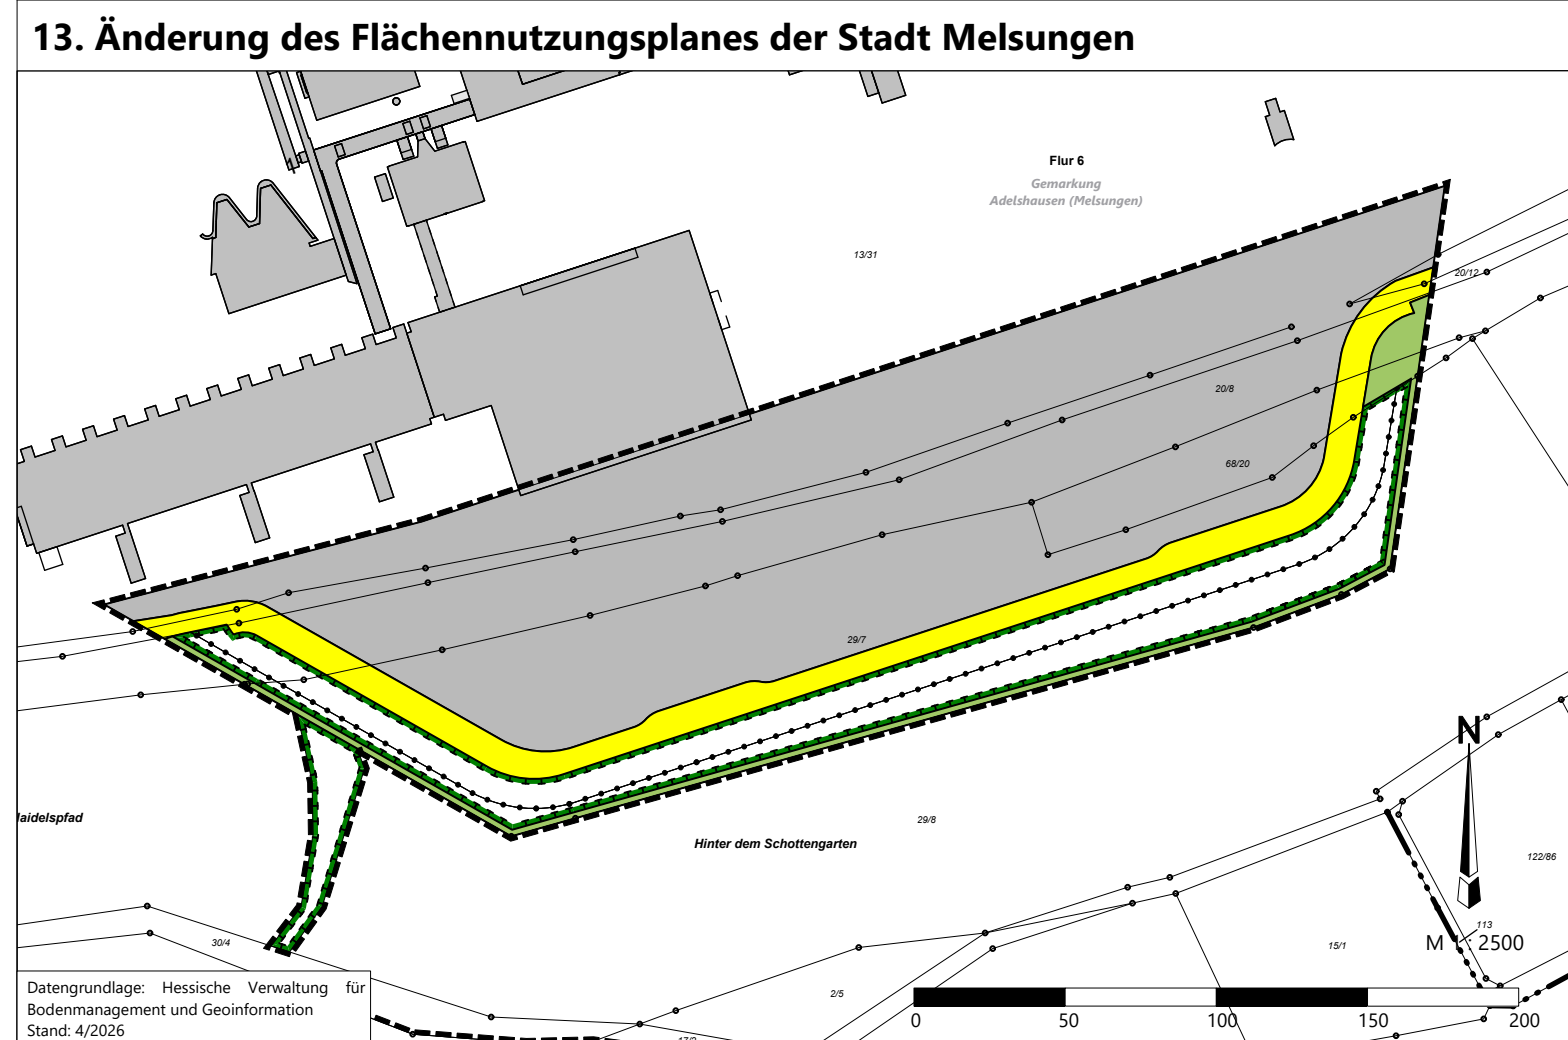 13. Änderung des Flächennutzungsplanes der Stadt Melsungen
Flur 6
Gemarkung
Adelshausen (Melsungen)
13/31
20/12
20/8
68/20
29/7
29/8
Hinter dem Schottengarten
N
122/86
113
M 1 : 2500
15/1
30/4
2/5
0 50 100 150 200
Datengrundlage: Hessische Verwaltung für
Bodenmanagement und Geoinformation
Stand: 4/2026